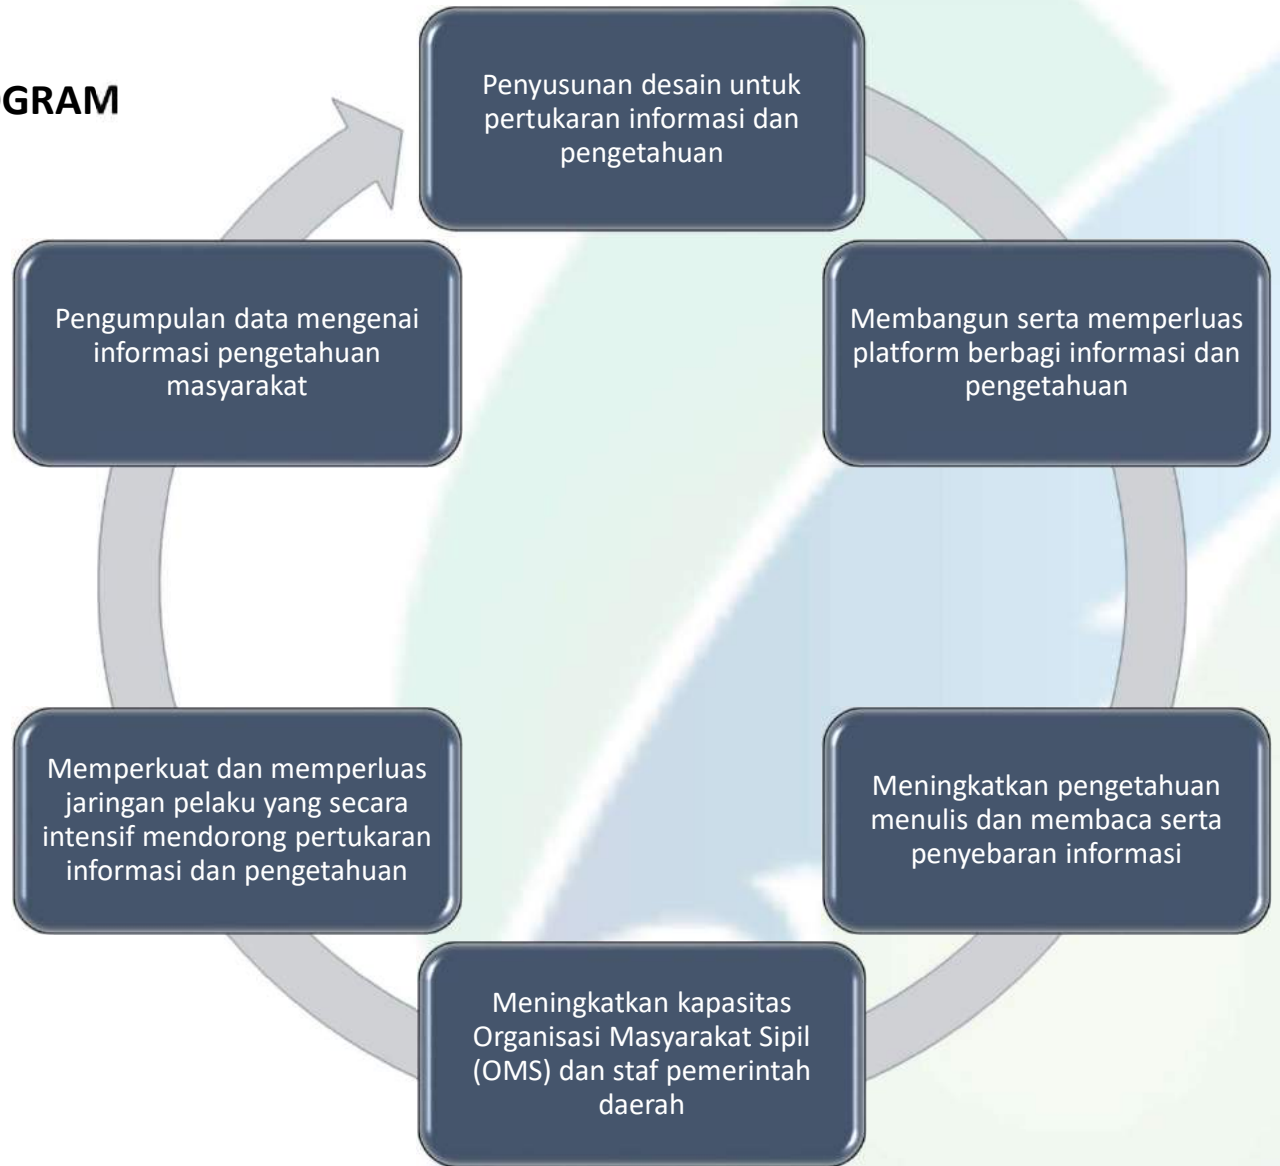 OGRAM
Penyusunan desain untuk
pertukaran informasi dan
pengetahuan
Membangun serta memperluas
platform berbagi informasi dan
pengetahuan
Meningkatkan pengetahuan
menulis dan membaca serta
penyebaran informasi
Meningkatkan kapasitas
Organisasi Masyarakat Sipil
(OMS) dan staf pemerintah
daerah
Memperkuat dan memperluas
jaringan pelaku yang secara
intensif mendorong pertukaran
informasi dan pengetahuan
Pengumpulan data mengenai
informasi pengetahuan
masyarakat